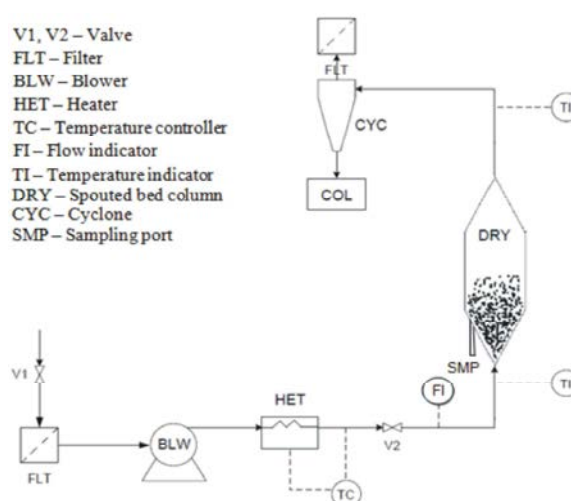 V1, V2 – Valve
FLT – Filter
BLW – Blower
HET – Heater
TC – Temperature controller
FI – Flow indicator
TI – Temperature indicator
DRY – Spouted bed column
CYC – Cyclone
SMP – Sampling port
FLT
CYC
COL
TI
DRY
SMP
TI
V1
FLT
BLW
HET
TC
V2
FI